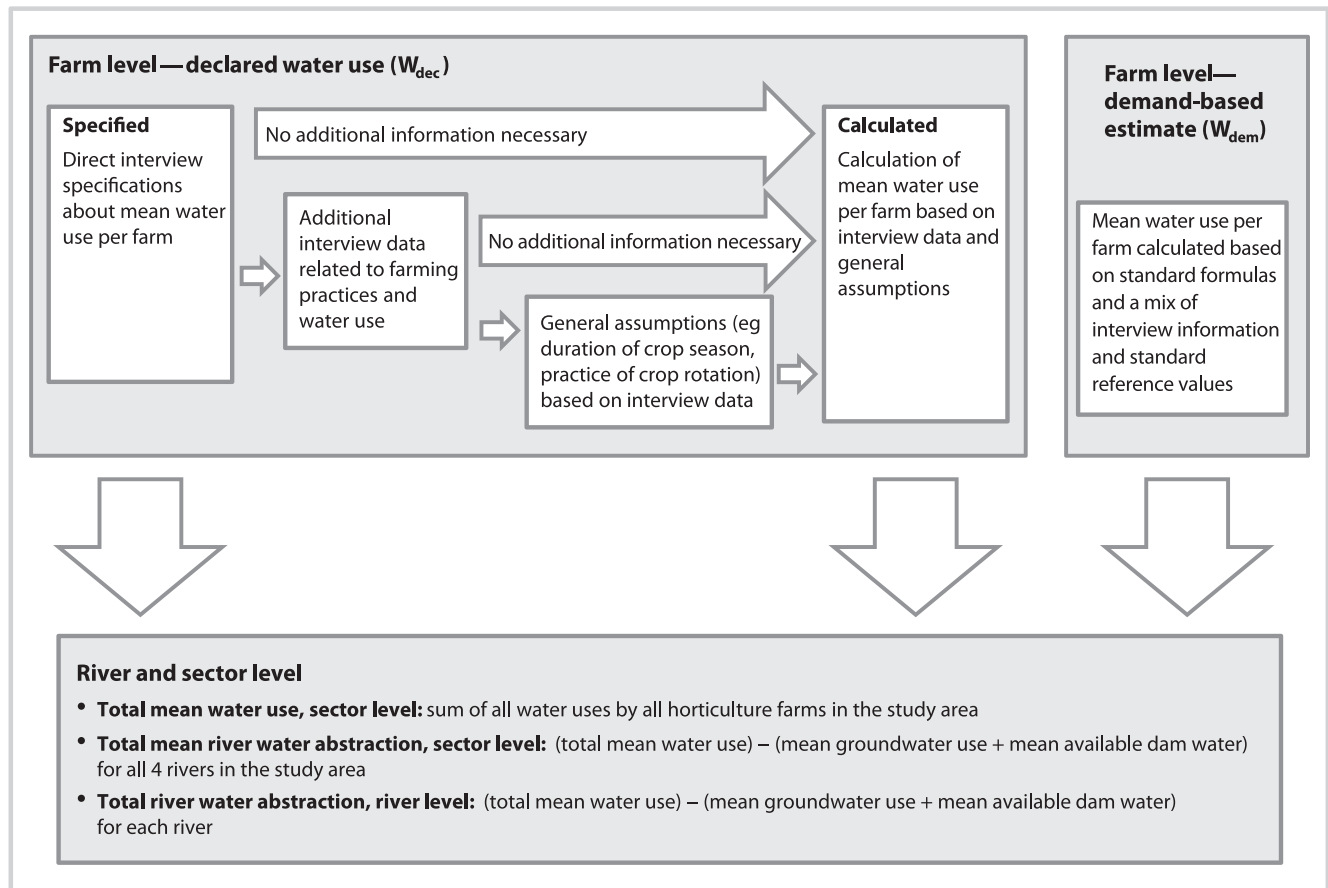 Farm level—declared water use (Wdec)
Specified
Direct interview
specifications
about mean water
use per farm
No additional information necessary
Additional
interview data
related to farming
practices and
water use
No additional information necessary
General assumptions (eg
duration of crop season,
practice of crop rotation)
based on interview data
Calculated
Calculation of
mean water use
per farm based on
interview data and
general
assumptions
Farm level—
demand-based
estimate (Wdem)
Mean water use per
farm calculated based
on standard formulas
and a mix of
interview information
and standard
reference values
River and sector level
• Total mean water use, sector level: sum of all water uses by all horticulture farms in the study area
• Total mean river water abstraction, sector level: (total mean water use) – (mean groundwater use + mean available dam water)
for all 4 rivers in the study area
• Total river water abstraction, river level: (total mean water use) – (mean groundwater use + mean available dam water)
for each river